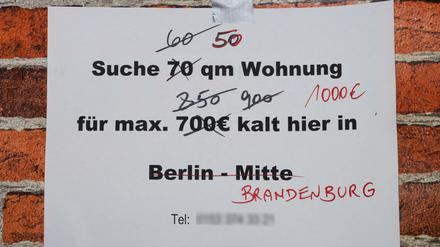 60 50
Suche 70 qm Wohnung
850 900 1000€
für max. 700€ kalt hier in
Berlin - Mitte
BRANDENBURG
Tel: